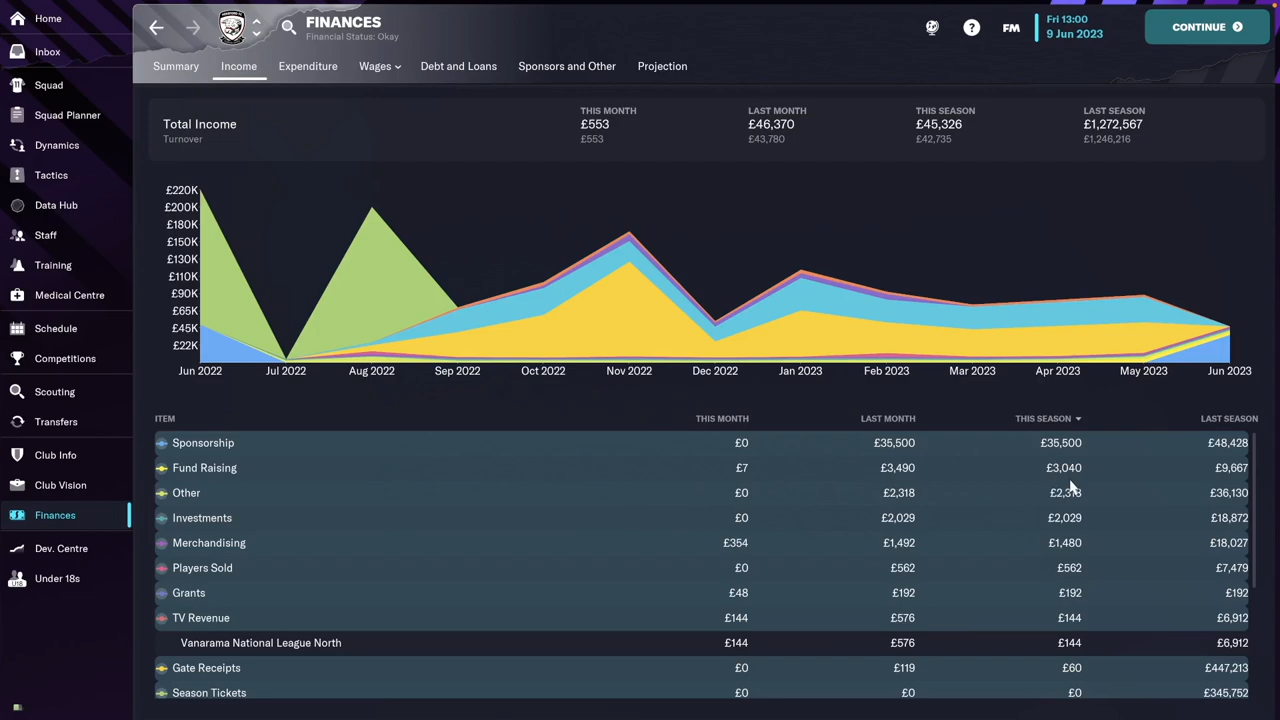 Home
Inbox
Squad
Squad Planner
Dynamics
Tactics
Data Hub
Staff
Training
Medical Centre
Schedule
Competitions
Scouting
Transfers
Club Info
Club Vision
Finances
Dev. Centre
Under 18s
FINANCES
Financial Status: Okay
FM
Fri 13:00
9 Jun 2023
CONTINUE
Summary Income Expenditure Wages Debt and Loans Sponsors and Other Projection
THIS MONTH LAST MONTH THIS SEASON LAST SEASON
Total Income £553 £46,370 £45,326 £1,272,567
Turnover £553 £43,780 £42,735 £1,246,216
£220K
£200K
£180K
£150K
£130K
£110K
£90K
£65K
£45K
£22K
Jun 2022 Jul 2022 Aug 2022 Sep 2022 Oct 2022 Nov 2022 Dec 2022 Jan 2023 Feb 2023 Mar 2023 Apr 2023 May 2023 Jun 2023
ITEM THIS MONTH LAST MONTH THIS SEASON LAST SEASON
Sponsorship £0 £35,500 £35,500 £48,428
Fund Raising £7 £3,490 £3,040 £9,667
Other £0 £2,318 £2,318 £36,130
Investments £0 £2,029 £2,029 £18,872
Merchandising £354 £1,492 £1,480 £18,027
Players Sold £0 £562 £562 £7,479
Grants £48 £192 £192 £192
TV Revenue £144 £576 £144 £6,912
Vanarama National League North £144 £576 £144 £6,912
Gate Receipts £0 £119 £60 £447,213
Season Tickets £0 £0 £0 £345,752